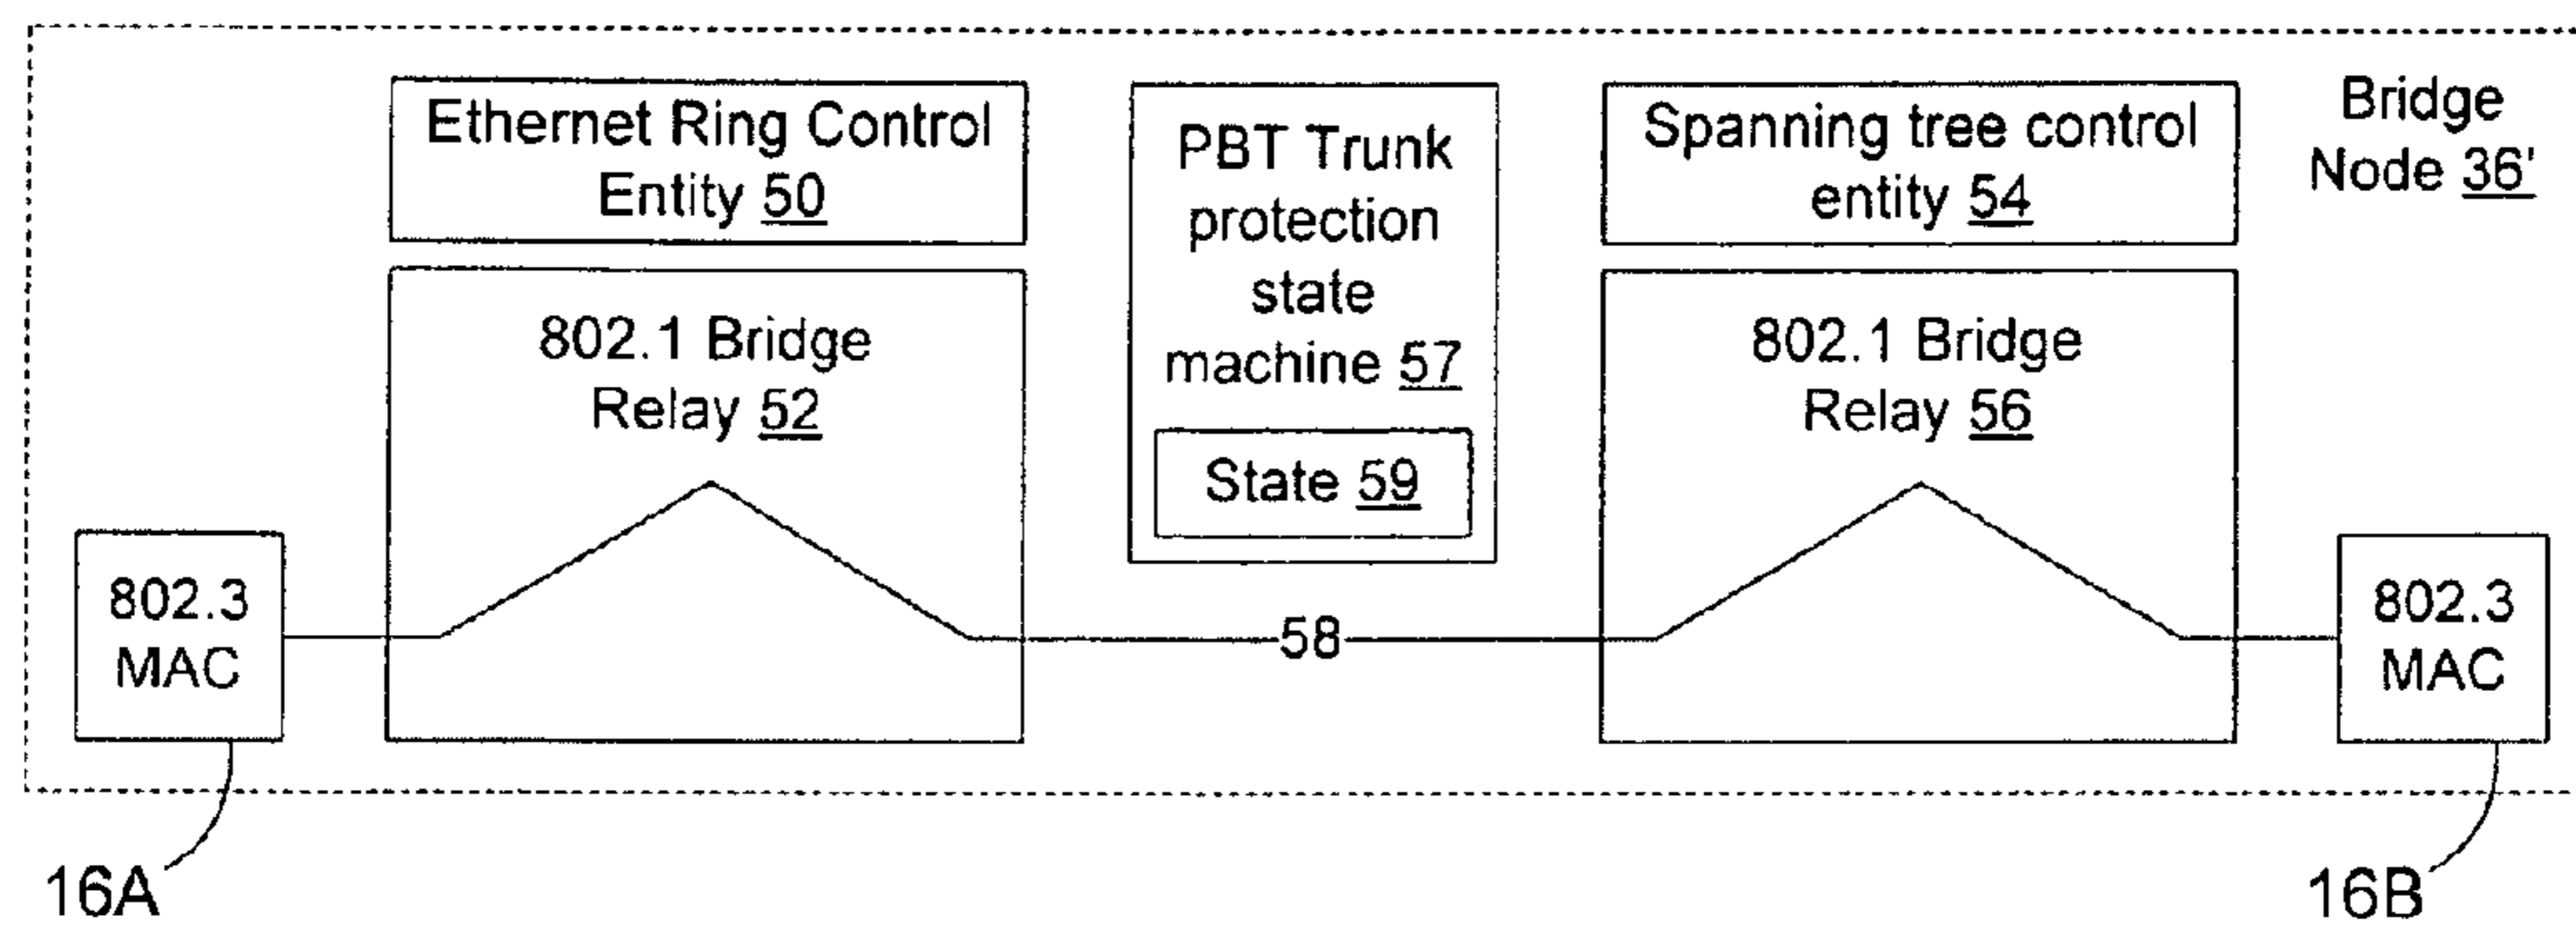 Ethernet Ring Control
Entity 50
PBT Trunk
protection
state
machine 57
State 59
Spanning tree control
entity 54
Bridge
Node 36'
802.1 Bridge
Relay 52
802.1 Bridge
Relay 56
802.3
MAC
58
802.3
MAC
16A
16B